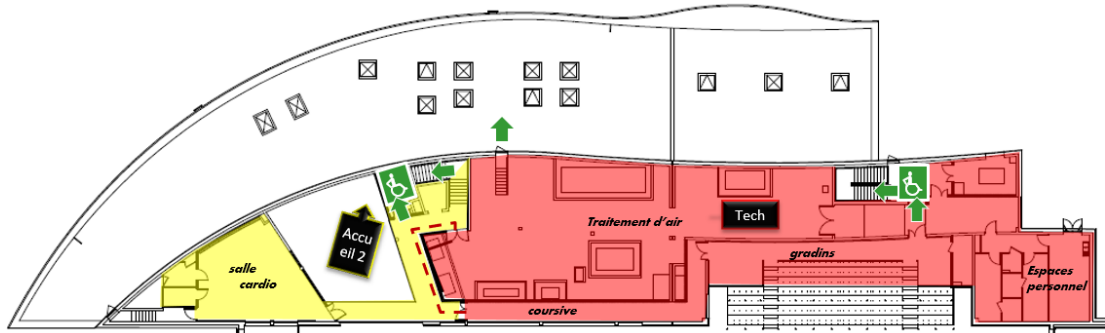 Accu
eil 2
salle
cardio
Traitement d'air
Tech
gradins
coursive
Espaces
personnel